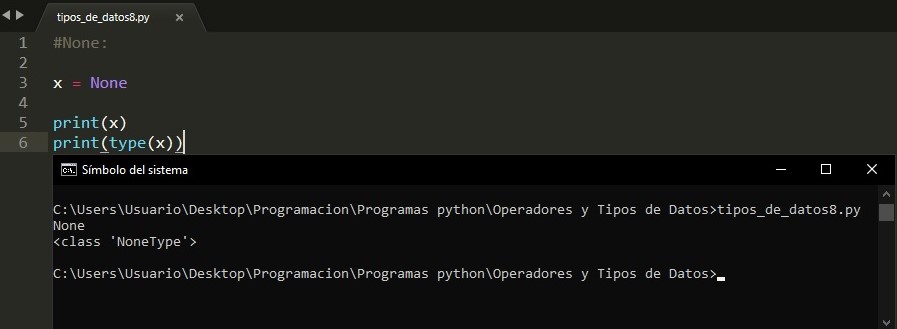 tipos_de_datos8.py ×
1 #None:
2
3 x = None
4
5 print(x)
6 print(type(x))
C:\. Símbolo del sistema
C:\Users\Usuario\Desktop\Programacion\Programas python\Operadores y Tipos de Datos>tipos_de_datos8.py
None
<class 'NoneType'>
C:\Users\Usuario\Desktop\Programacion\Programas python\Operadores y Tipos de Datos>